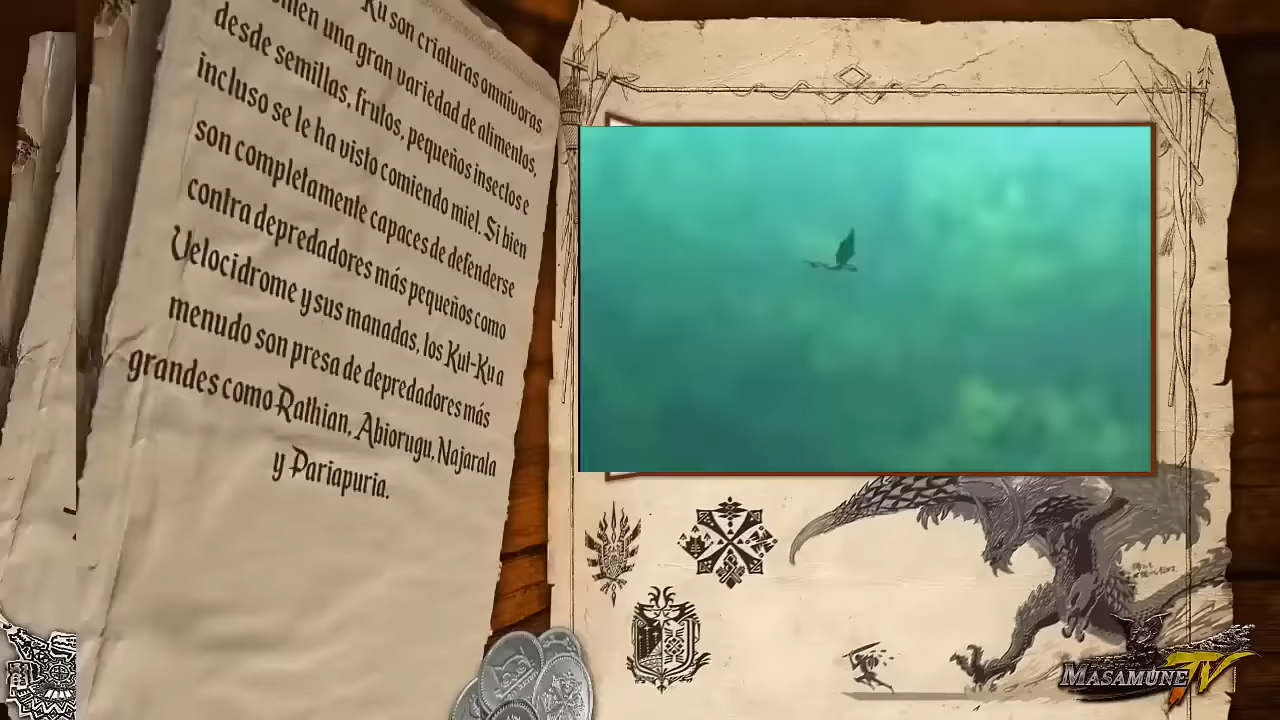 Ku son criaturas omnívoras
una gran variedad de alimentos,
desde semillas, frutos, pequeños insectos e
incluso se le ha visto comiendo miel. Si bien
son completamente capaces de defenderse
contra depredadores más pequeños como
Velocidrome y sus manadas, los Kut-Ku a
menudo son presa de depredadores más
grandes como Rathian, Abiorugu, Najarala
y Pariapuria.
MASAMUNE TV